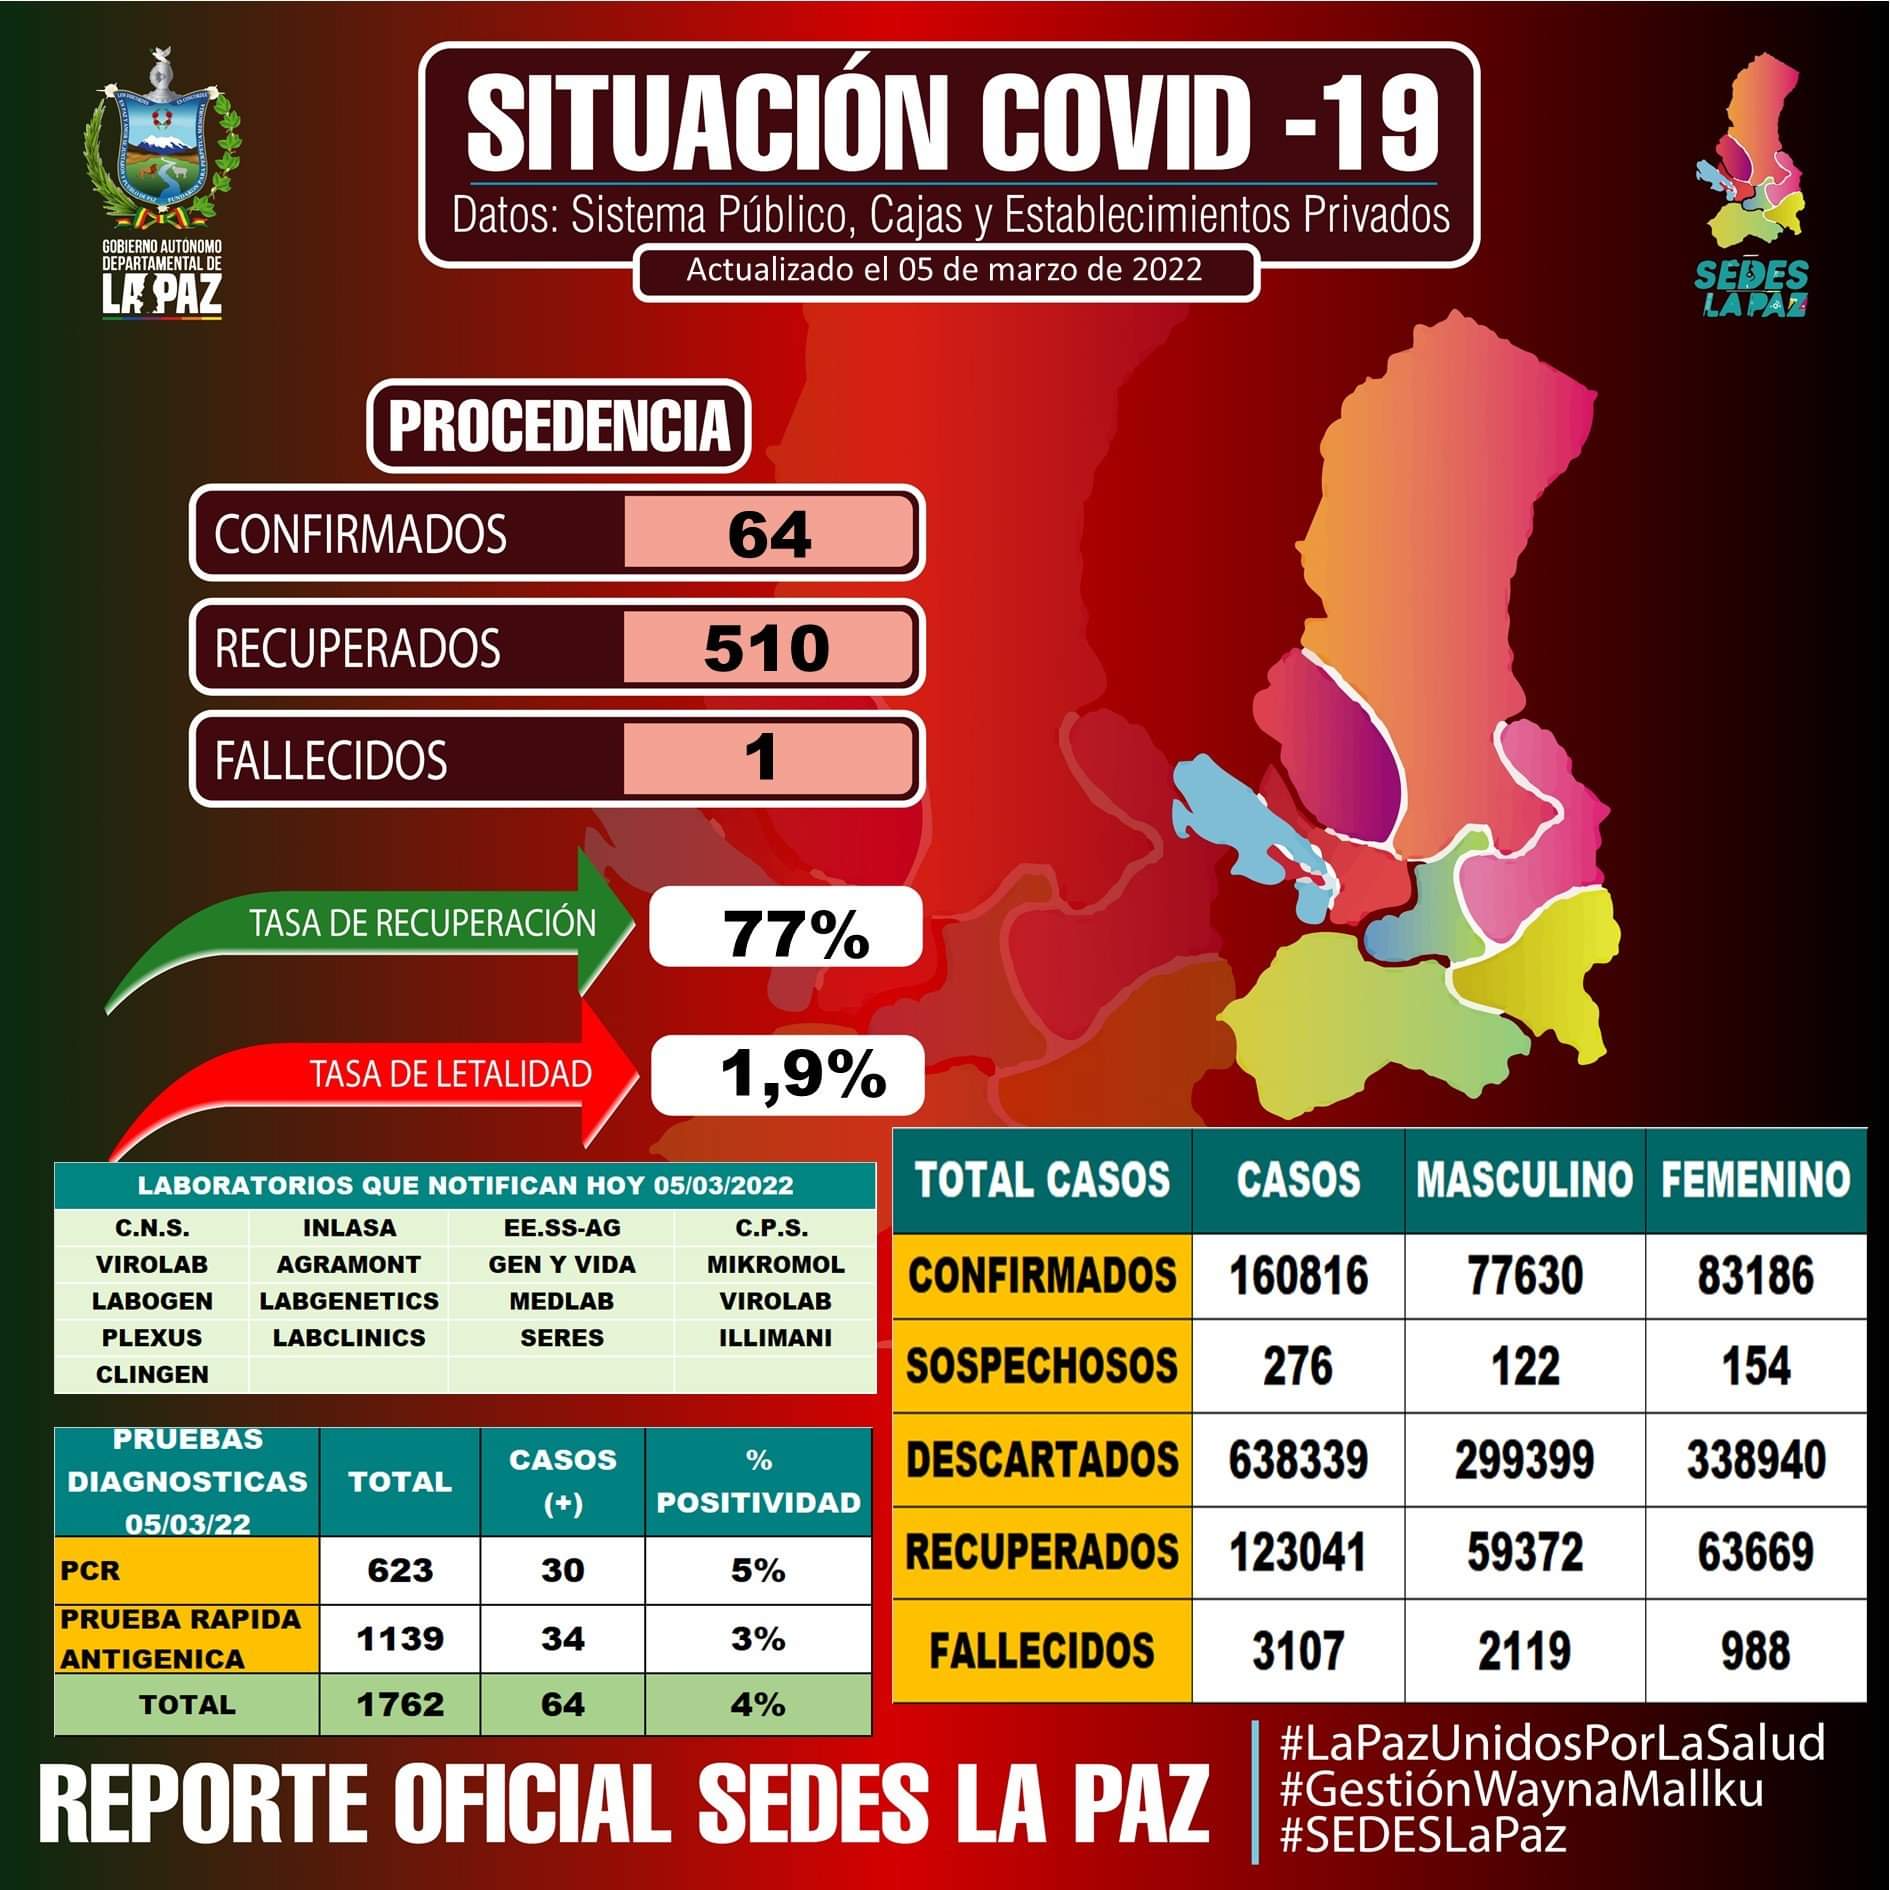 SITUACIÓN COVID -19
Datos: Sistema Público, Cajas y Establecimientos Privados
Actualizado el 05 de marzo de 2022
GOBIERNO AUTÓNOMO
DEPARTAMENTAL DE
LA PAZ
SEDES
LA PAZ
PROCEDENCIA
CONFIRMADOS 64
RECUPERADOS 510
FALLECIDOS 1
TASA DE RECUPERACIÓN 77%
TASA DE LETALIDAD 1,9%
LABORATORIOS QUE NOTIFICAN HOY 05/03/2022
C.N.S. INLASA EE.SS-AG C.P.S.
VIROLAB AGRAMONT GEN Y VIDA MIKROMOL
LABOGEN LABGENETICS MEDLAB VIROLAB
PLEXUS LABCLINICS SERES ILLIMANI
CLINGEN
PRUEBAS
DIAGNOSTICAS
05/03/22
TOTAL
CASOS
(+)
%
POSITIVIDAD
PCR 623 30 5%
PRUEBA RAPIDA
ANTIGENICA
1139 34 3%
TOTAL 1762 64 4%
TOTAL CASOS CASOS MASCULINO FEMENINO
CONFIRMADOS 160816 77630 83186
SOSPECHOSOS 276 122 154
DESCARTADOS 638339 299399 338940
RECUPERADOS 123041 59372 63669
FALLECIDOS 3107 2119 988
REPORTE OFICIAL SEDES LA PAZ
#LaPazUnidosPorLaSalud
#GestiónWaynaMallku
#SEDESLaPaz